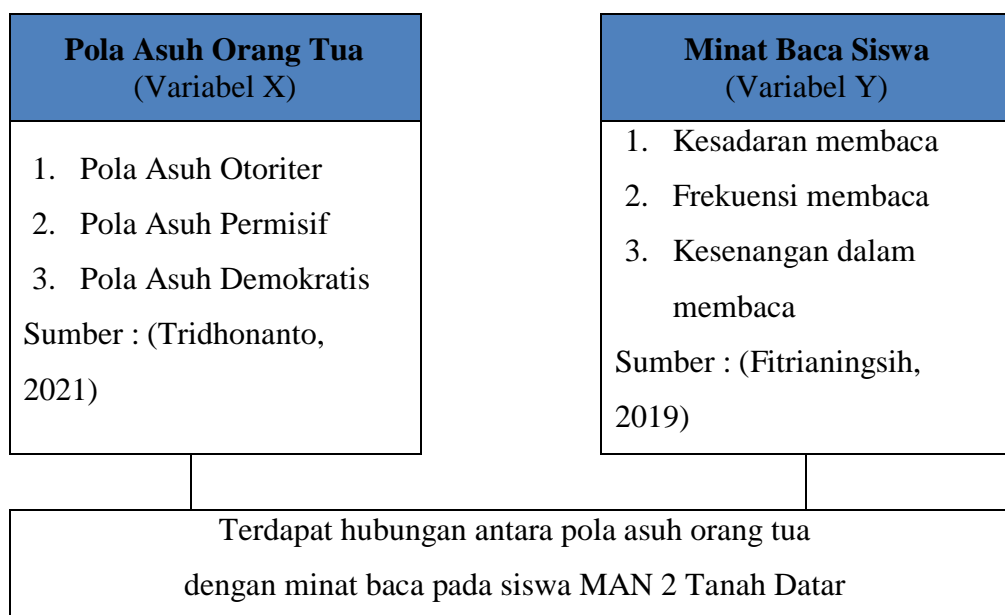 Pola Asuh Orang Tua
(Variabel X)
1. Pola Asuh Otoriter
2. Pola Asuh Permisif
3. Pola Asuh Demokratis
Sumber : (Tridhonanto,
2021)
Minat Baca Siswa
(Variabel Y)
1. Kesadaran membaca
2. Frekuensi membaca
3. Kesenangan dalam
membaca
Sumber : (Fitrianingsih,
2019)
Terdapat hubungan antara pola asuh orang tua
dengan minat baca pada siswa MAN 2 Tanah Datar